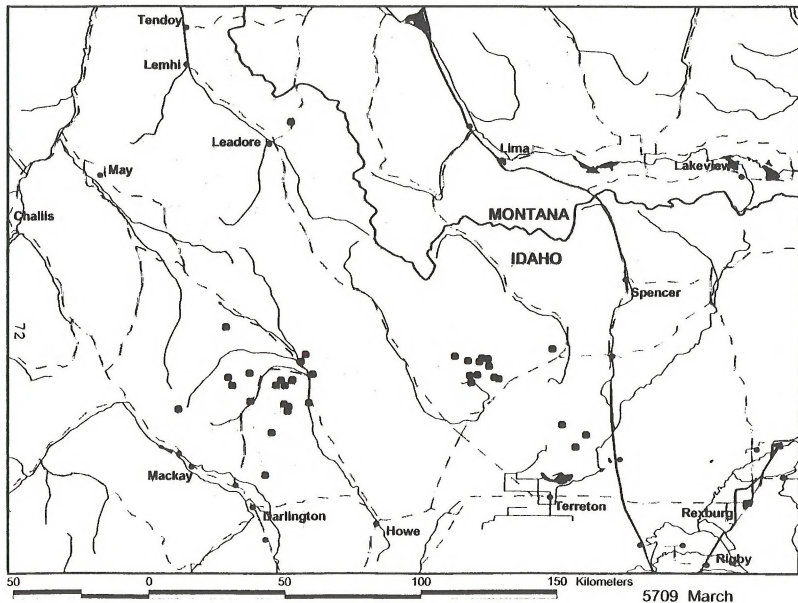 Tendoy
Lemhi
Leadore
May
Challis
Lima
Lakeview
MONTANA
IDAHO
Spencer
72
Mackay
Darlington
Howe
Terreton
Rexburg
Rigby
50 0 50 100 150 Kilometers
5709 March